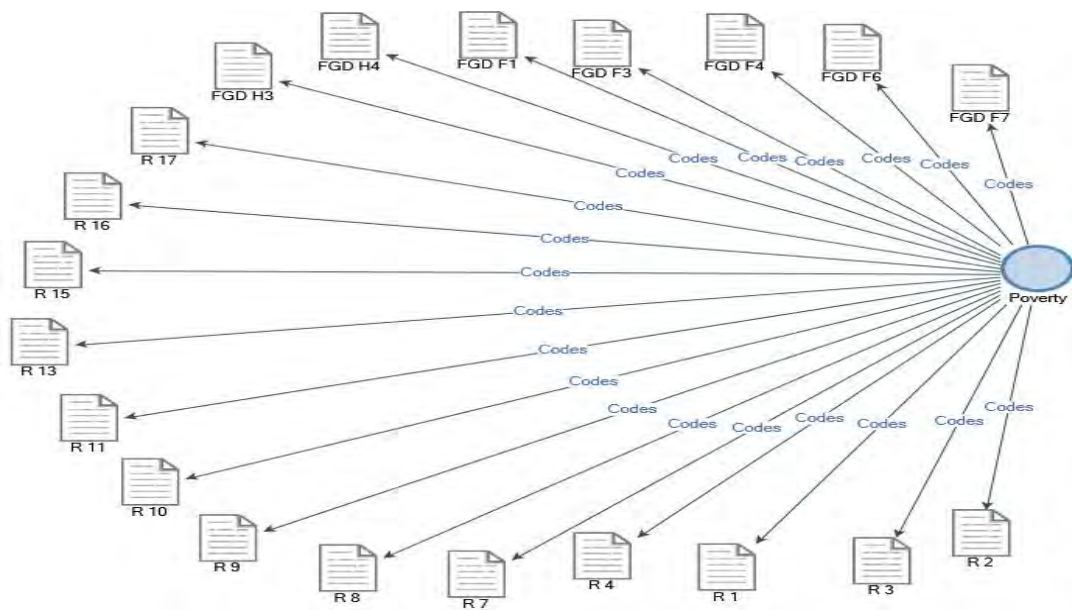 FGD H4
FGD F1
FGD F3
FGD F4
FGD F6
FGD H3
FGD F7
R 17
Codes
Codes
Codes
Codes
Codes
Codes
Codes
Codes
R 16
Codes
Codes
R 15
Codes
Poverty
Codes
R 13
Codes
R 11
Codes
Codes
Codes
Codes
Codes
Codes
Codes
Codes
R 10
R 9
R 2
R 8
R 7
R 4
R 1
R 3